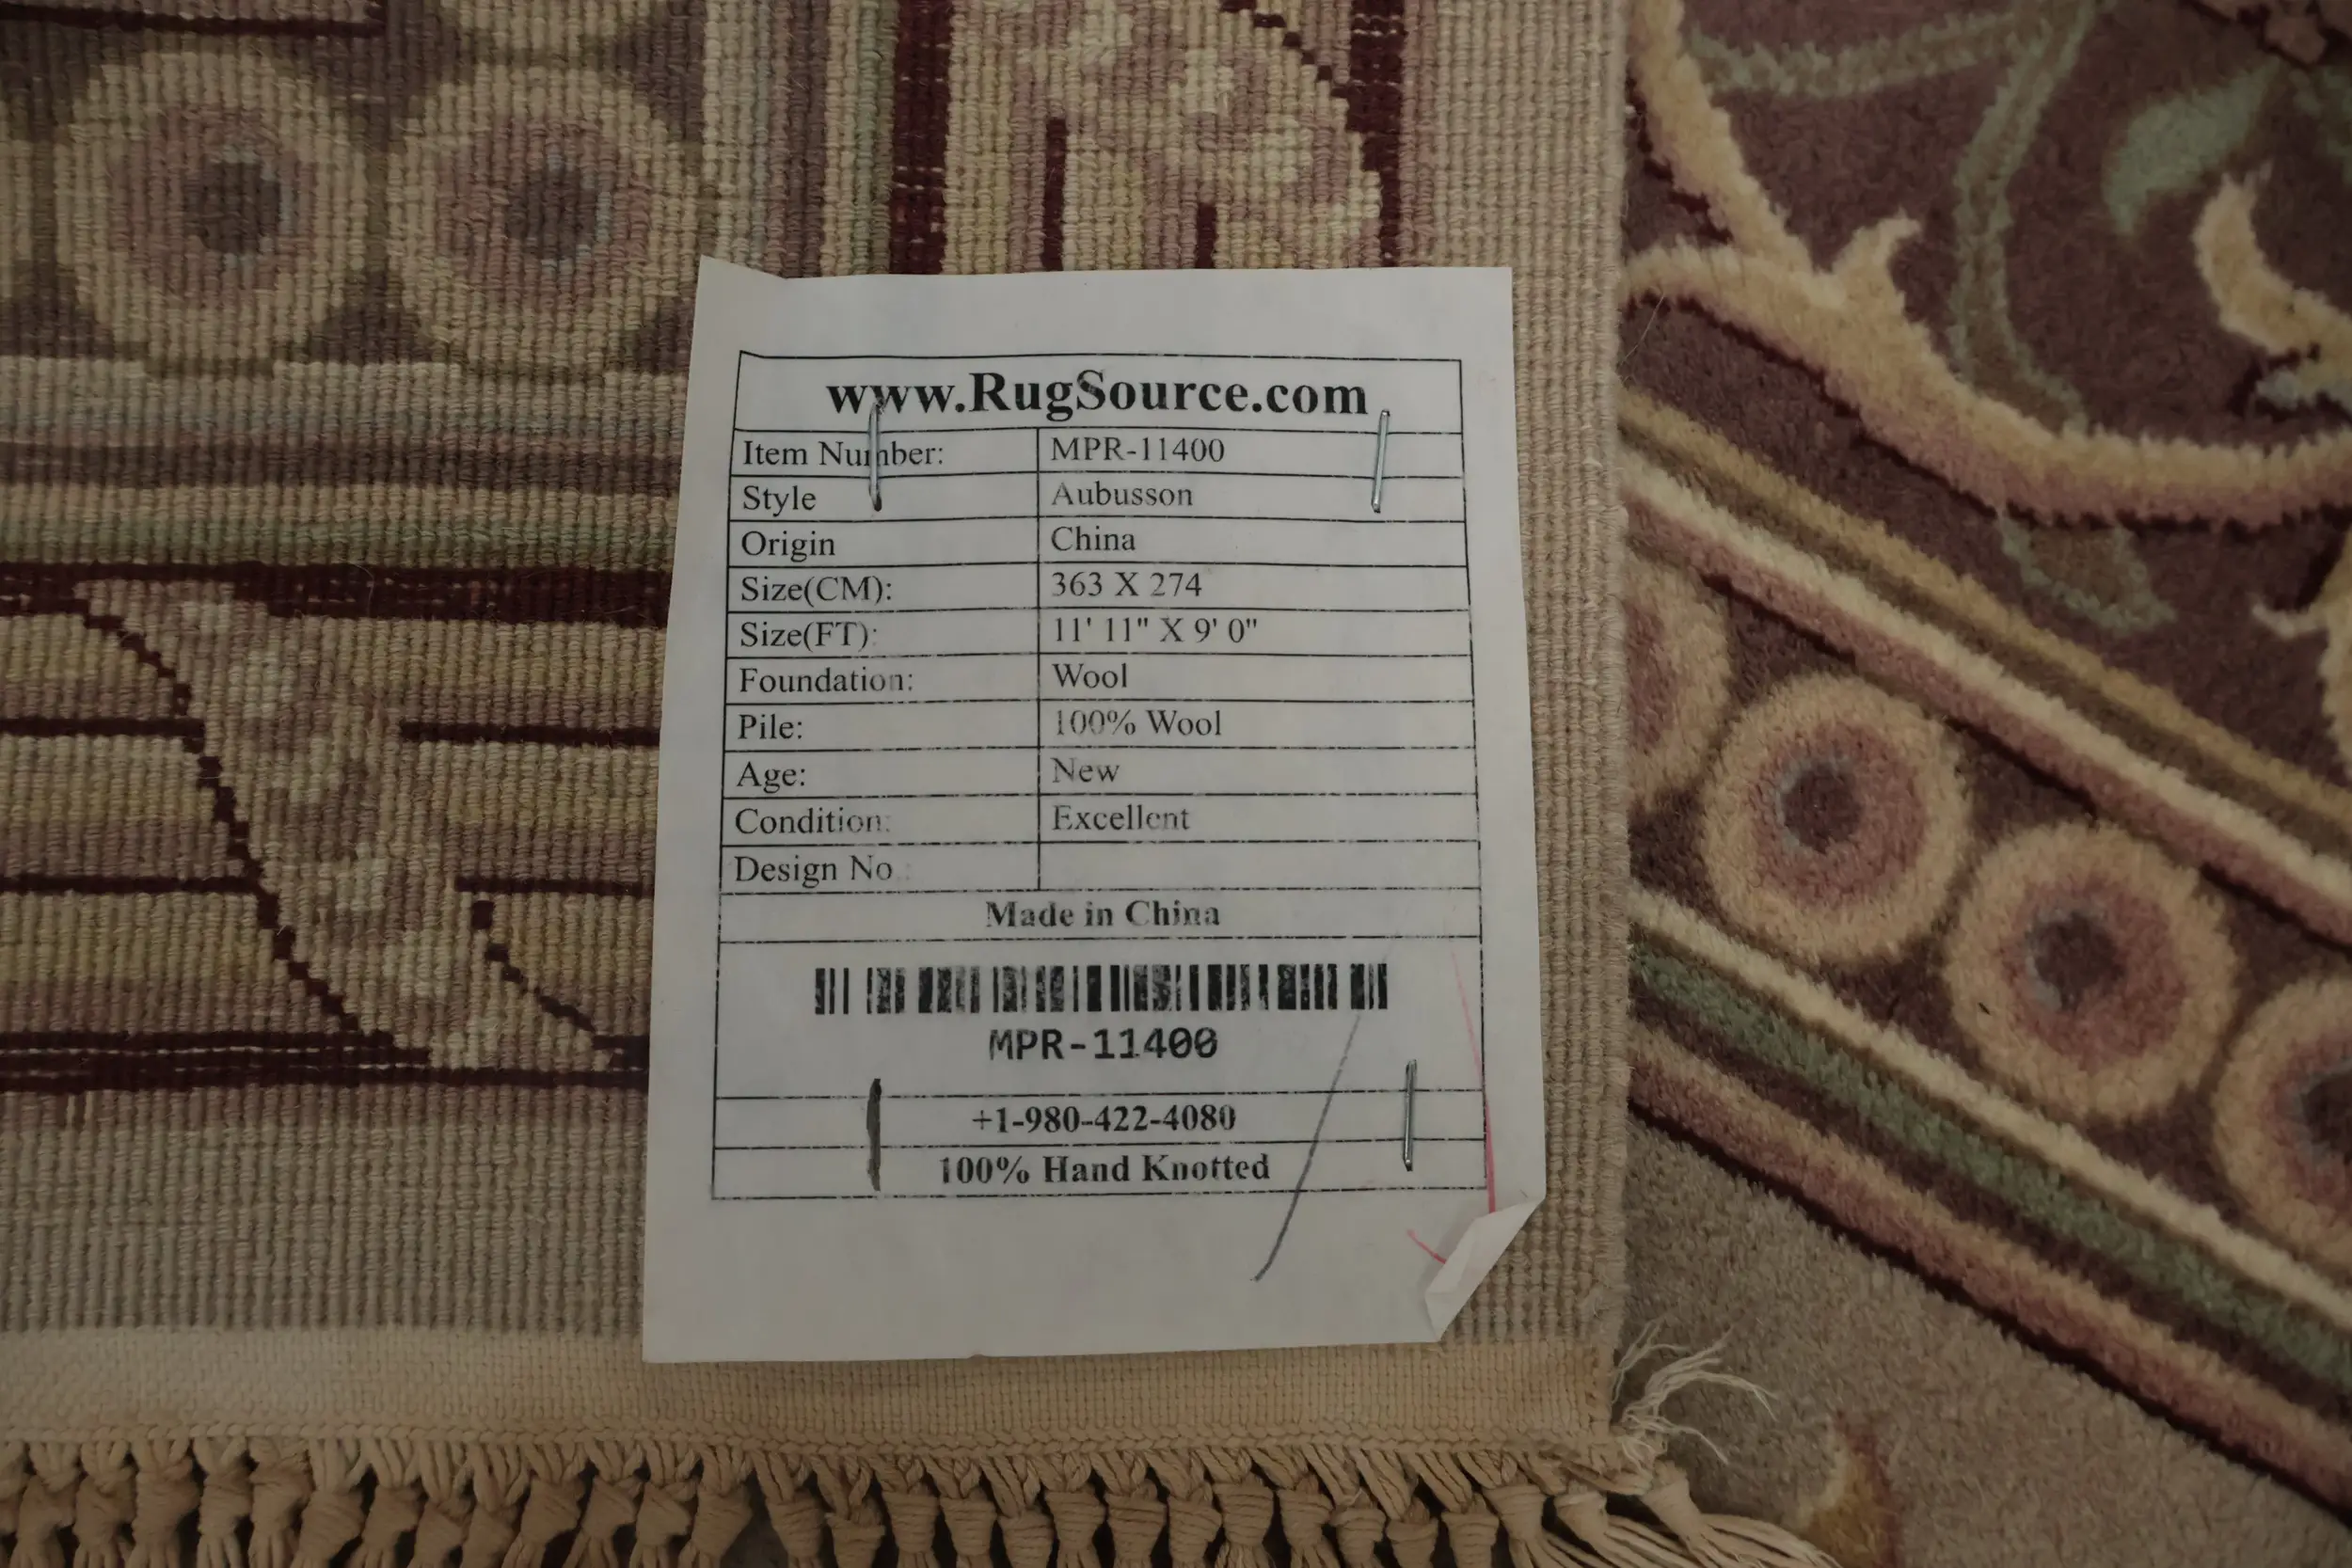 www.RugSource.com
Item Number: MPR-11400
Style Aubusson
Origin China
Size(CM): 363 X 274
Size(FT): 11' 11" X 9' 0"
Foundation: Wool
Pile: 100% Wool
Age: New
Condition: Excellent
Design No.:
Made in China
MPR-11400
+1-980-422-4080
100% Hand Knotted